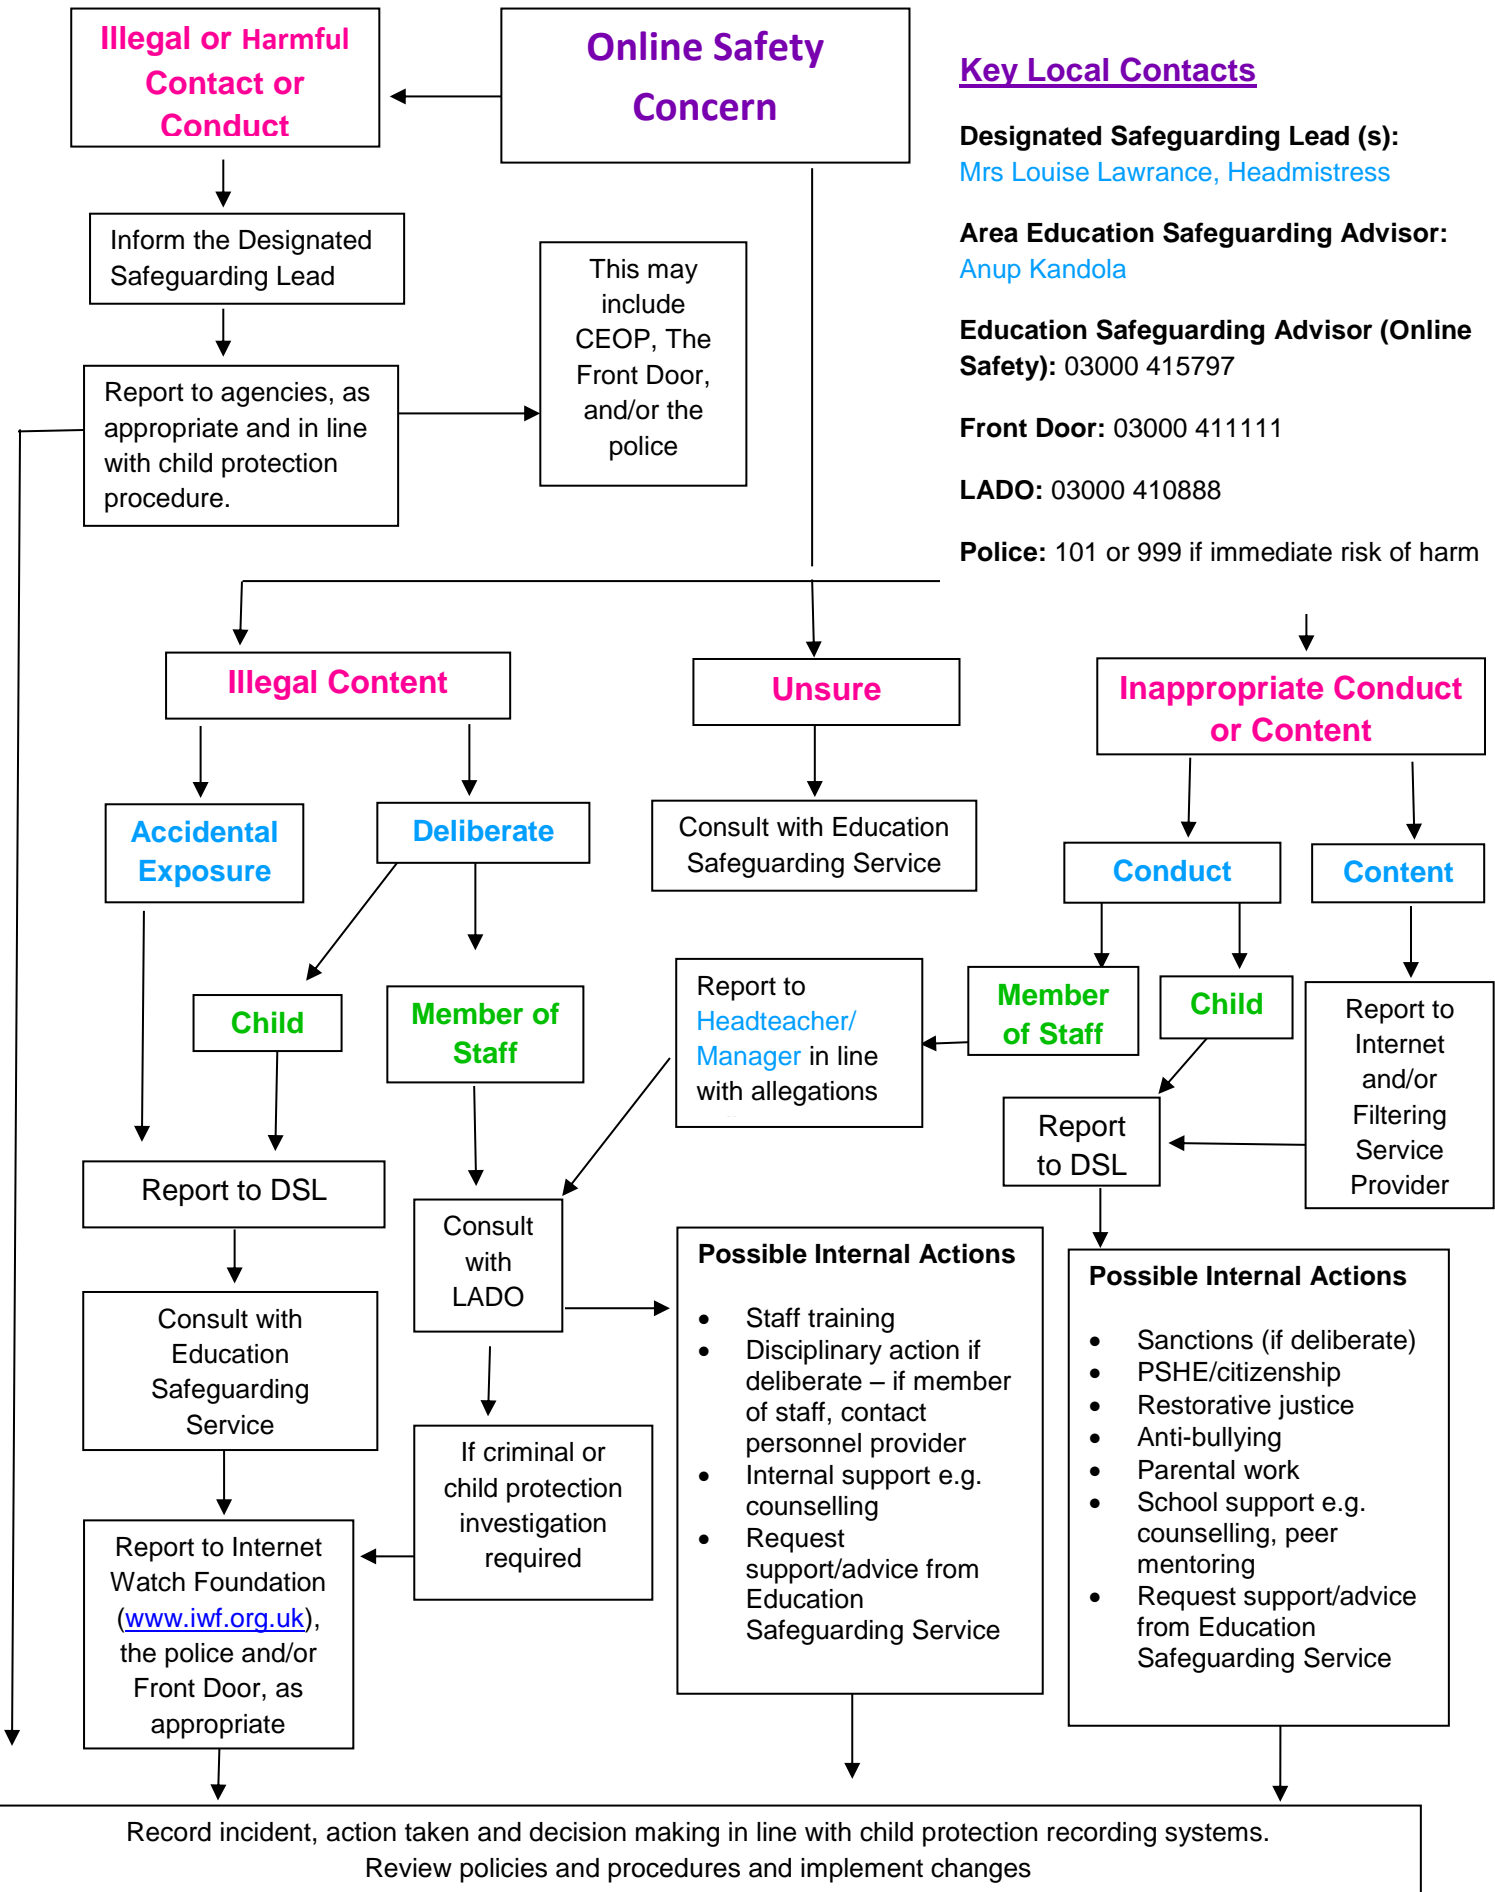 Illegal or Harmful
Contact or
Conduct
Online Safety
Concern
Key Local Contacts
Designated Safeguarding Lead (s):
Mrs Louise Lawrance, Headmistress
Area Education Safeguarding Advisor:
Anup Kandola
Education Safeguarding Advisor (Online
Safety): 03000 415797
Front Door: 03000 411111
LADO: 03000 410888
Police: 101 or 999 if immediate risk of harm
Inform the Designated
Safeguarding Lead
This may
include
CEOP, The
Front Door,
and/or the
police
Report to agencies, as
appropriate and in line
with child protection
procedure.
Illegal Content
Unsure
Inappropriate Conduct
or Content
Accidental
Exposure
Deliberate
Consult with Education
Safeguarding Service
Conduct
Content
Child
Member of
Staff
Report to
Headteacher/
Manager in line
with allegations
Member
of Staff
Child
Report to
Internet
and/or
Filtering
Service
Provider
Report
to DSL
Report to DSL
Consult
with
LADO
Possible Internal Actions
• Staff training
• Disciplinary action if
deliberate – if member
of staff, contact
personnel provider
• Internal support e.g.
counselling
• Request
support/advice from
Education
Safeguarding Service
Possible Internal Actions
• Sanctions (if deliberate)
• PSHE/citizenship
• Restorative justice
• Anti-bullying
• Parental work
• School support e.g.
counselling, peer
mentoring
• Request support/advice
from Education
Safeguarding Service
Consult with
Education
Safeguarding
Service
If criminal or
child protection
investigation
required
Report to Internet
Watch Foundation
(www.iwf.org.uk),
the police and/or
Front Door, as
appropriate
Record incident, action taken and decision making in line with child protection recording systems.
Review policies and procedures and implement changes